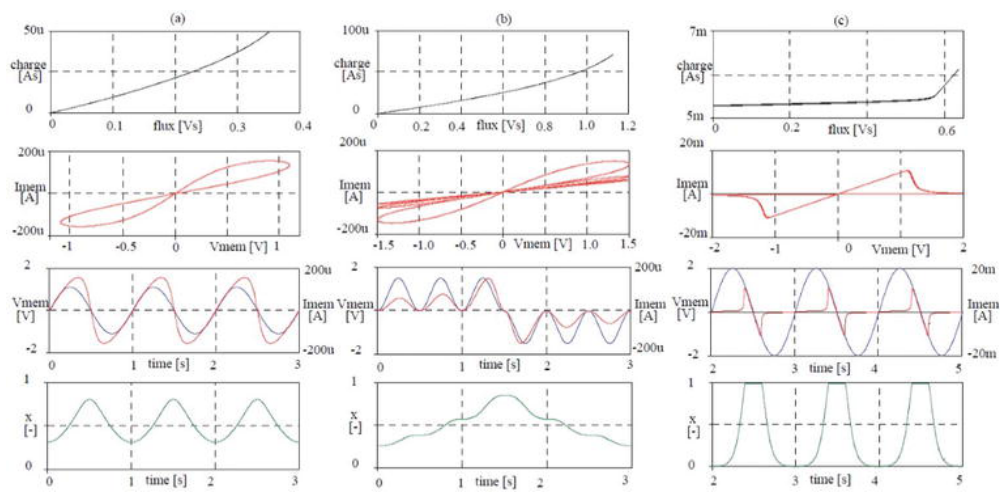 (a)
50u
charge
[As]
0
0
0.1
flux [Vs]
0.3
0.4
200u
Imem
[A]
-200u
-1
-0.5
0
Vmem [V]
1
2
Vmem
[V]
-2
200u
Imem
[A]
-200u
0
1
time [s]
2
3
1
x
[-]
0
0
1
time [s]
2
3
(b)
100u
charge
[As]
0
0
0.2
0.4
flux [Vs]
0.8
1.0
1.2
200u
Imem
[A]
-200u
-1.5
-1.0
-0.5
0
Vmem [V]
1.0
1.5
2
Vmem
[V]
-2
200u
Imem
[A]
-200u
0
1
time [s]
2
3
1
x
[-]
0
0
1
time [s]
2
3
(c)
7m
charge
[As]
5m
0
0.2
flux [Vs]
0.6
20m
Imem
[A]
-20m
-2
-1
0
Vmem [V]
2
2
Vmem
[V]
-2
20m
Imem
[A]
-20m
2
time [s]
3
4
5
1
x
[-]
0
2
3
time [s]
4
5